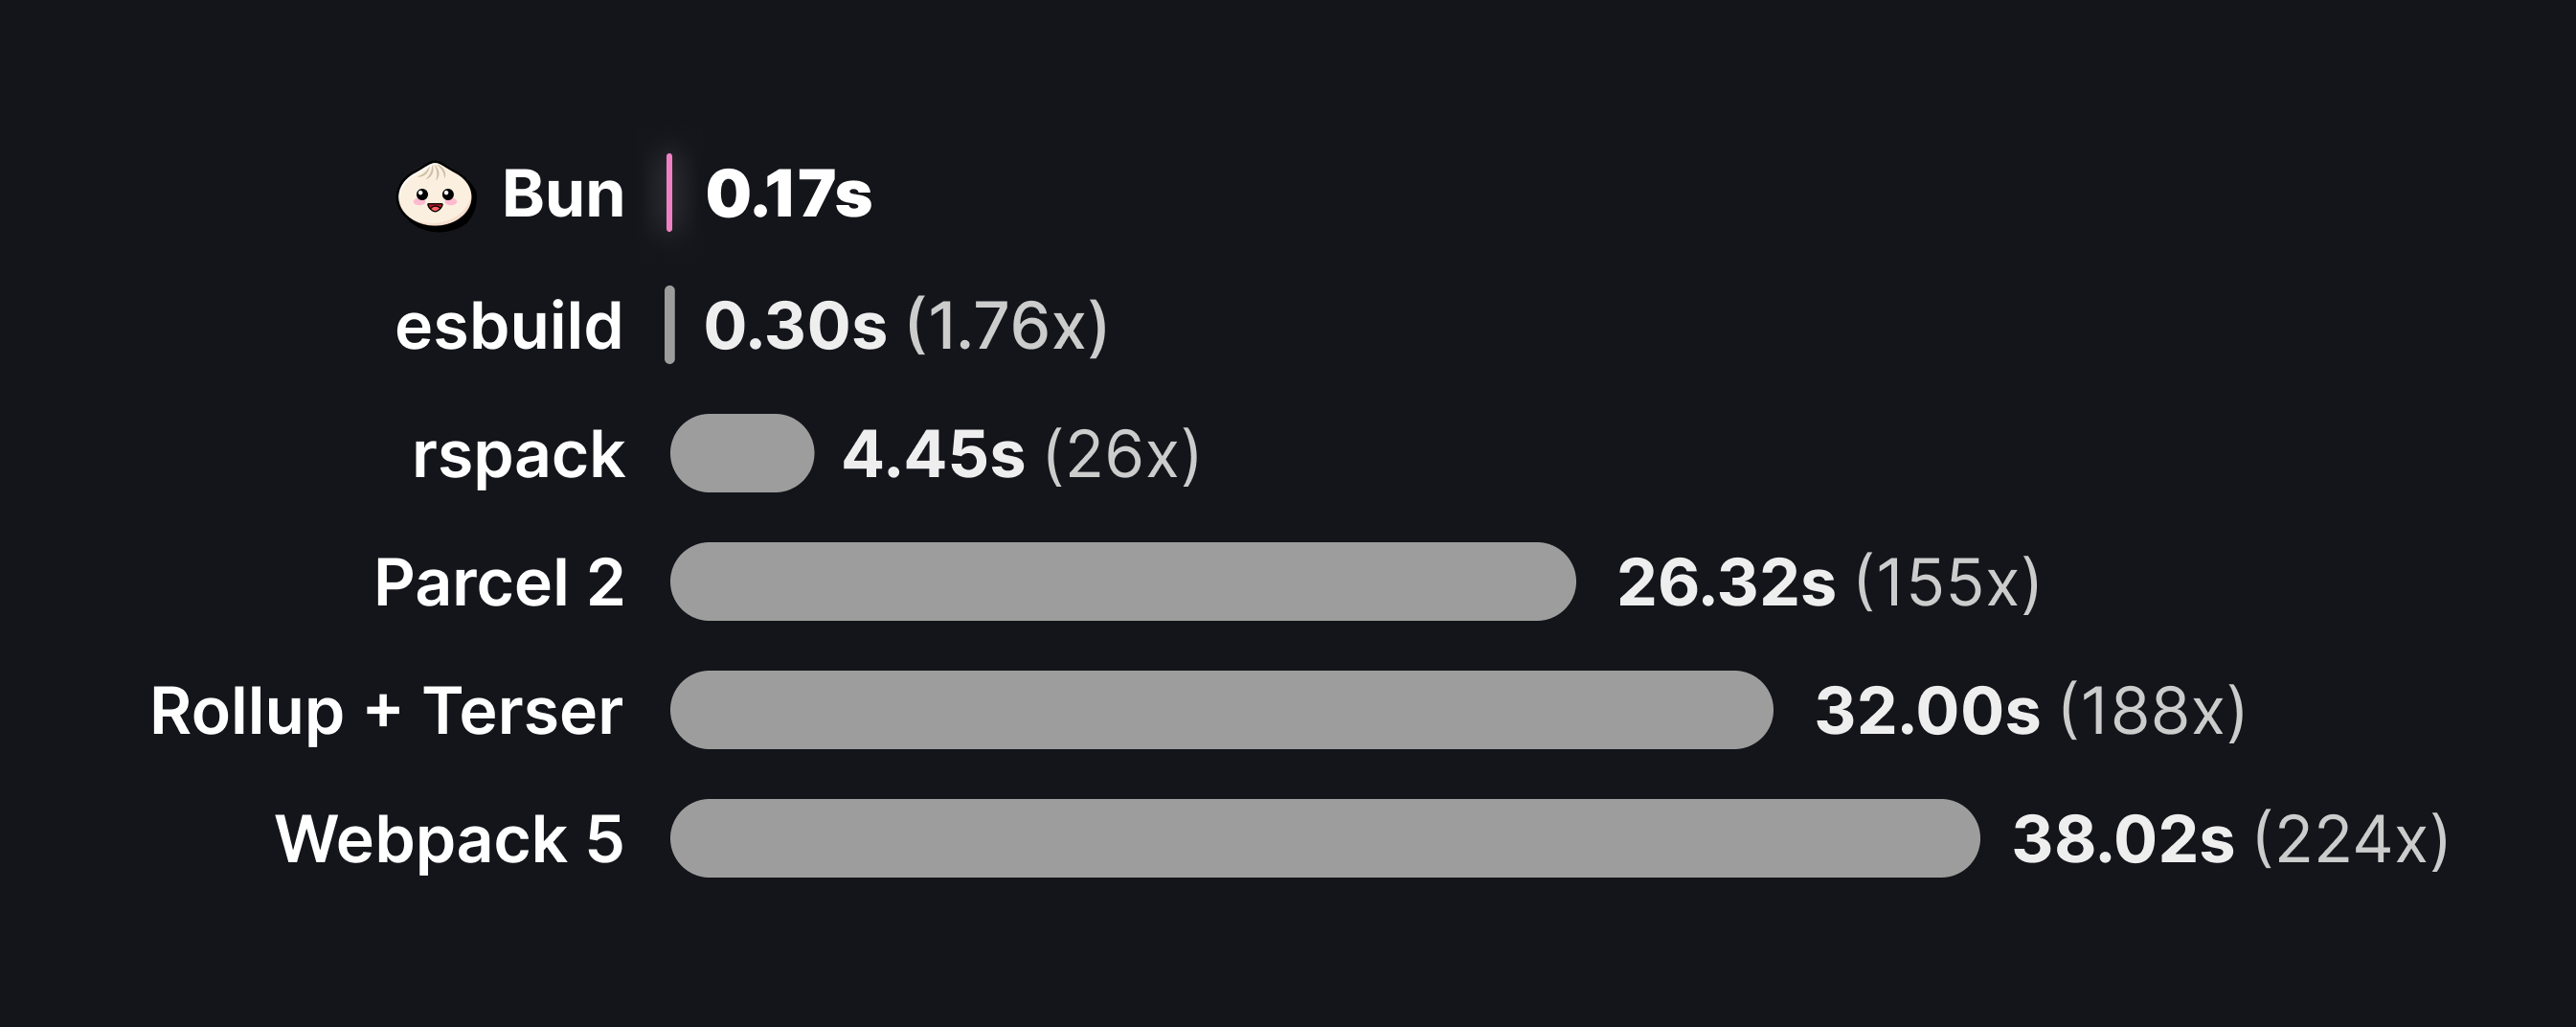 Bun 0.17s
esbuild 0.30s (1.76x)
rspack 4.45s (26x)
Parcel 2 26.32s (155x)
Rollup + Terser 32.00s (188x)
Webpack 5 38.02s (224x)